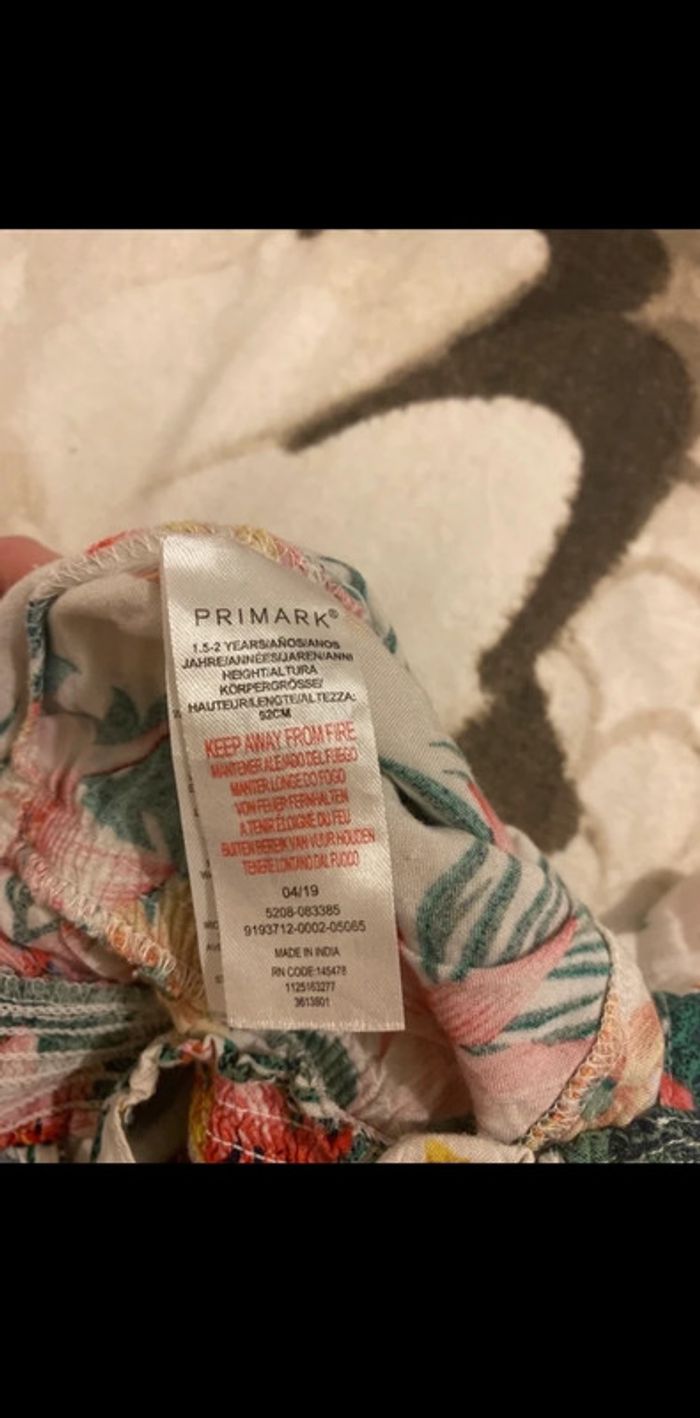 PRIMARK®
1.5-2 YEARS/AÑOS/ANOS
JAHRE/ANNÉES/JAREN/ANNI
HEIGHT/ALTURA
KÖRPERGRÖSSE/
HAUTEUR/LENGTE/ALTEZZA:
92CM
KEEP AWAY FROM FIRE
MANTENER ALEJADO DEL FUEGO
MANTER LONGE DO FOGO
VON FEUER FERNHALTEN
A TENIR ÉLOIGNÉ DU FEU
BUITEN BEREIK VAN VUUR HOUDEN
TENERE LONTANO DAL FUOCO
04/19
5208-083385
9193712-0002-05065
MADE IN INDIA
RN CODE:145478
1125163277
3613901